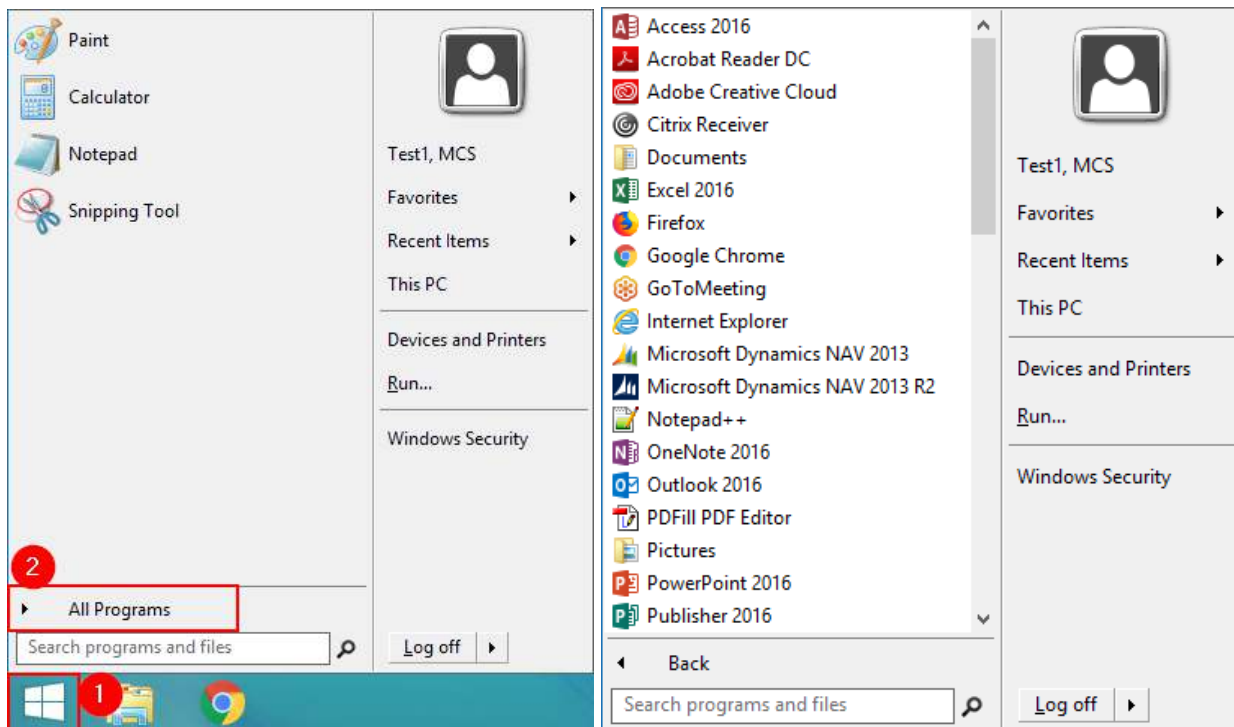 Paint
Calculator
Notepad
Snipping Tool
2
All Programs
Search programs and files
1
Test1, MCS
Favorites
Recent Items
This PC
Devices and Printers
Run...
Windows Security
Log off
Access 2016
Acrobat Reader DC
Adobe Creative Cloud
Citrix Receiver
Documents
Excel 2016
Firefox
Google Chrome
GoToMeeting
Internet Explorer
Microsoft Dynamics NAV 2013
Microsoft Dynamics NAV 2013 R2
Notepad++
OneNote 2016
Outlook 2016
PDFill PDF Editor
Pictures
PowerPoint 2016
Publisher 2016
Back
Search programs and files
Test1, MCS
Favorites
Recent Items
This PC
Devices and Printers
Run...
Windows Security
Log off